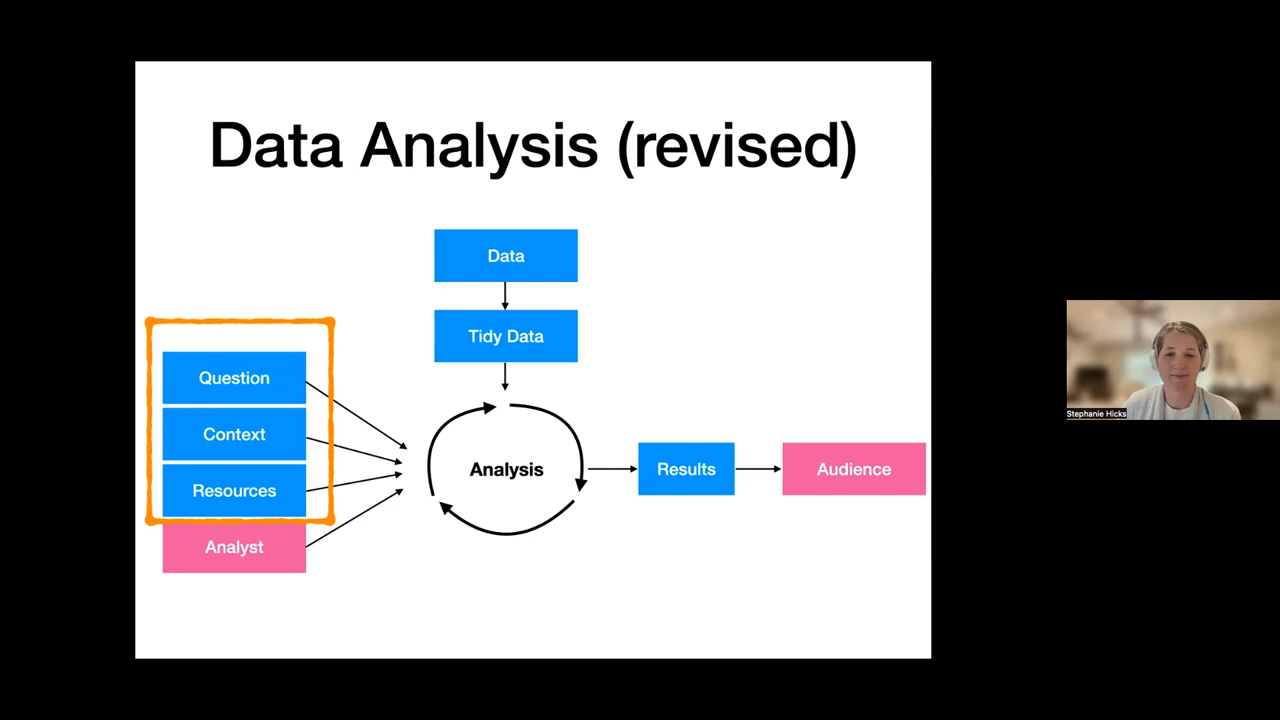 Data Analysis (revised)
Data
Tidy Data
Question
Context
Resources
Analyst
Analysis
Results
Audience
Stephanie Hicks